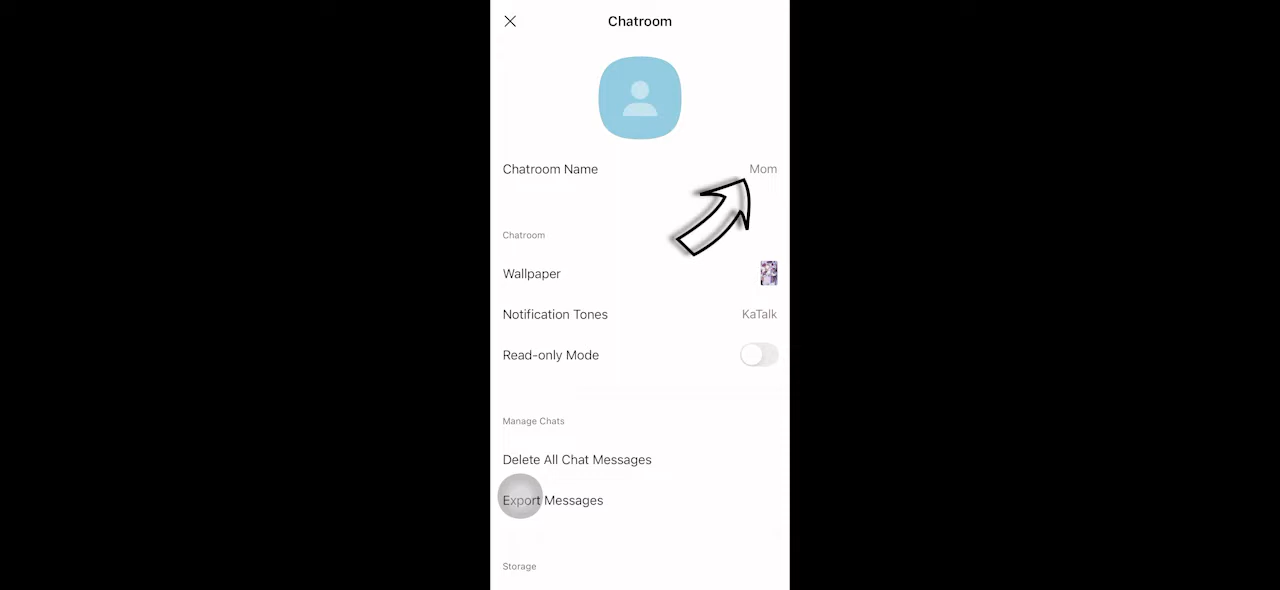 Chatroom
Chatroom Name Mom
Chatroom
Wallpaper
Notification Tones KaTalk
Read-only Mode
Manage Chats
Delete All Chat Messages
Export Messages
Storage